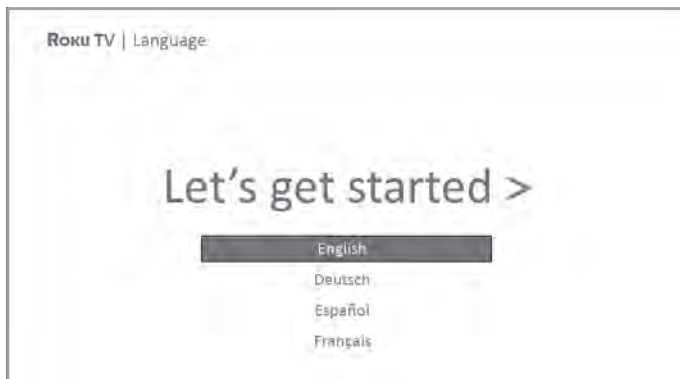 Roku TV | Language
Let's get started >
English
Deutsch
Español
Français